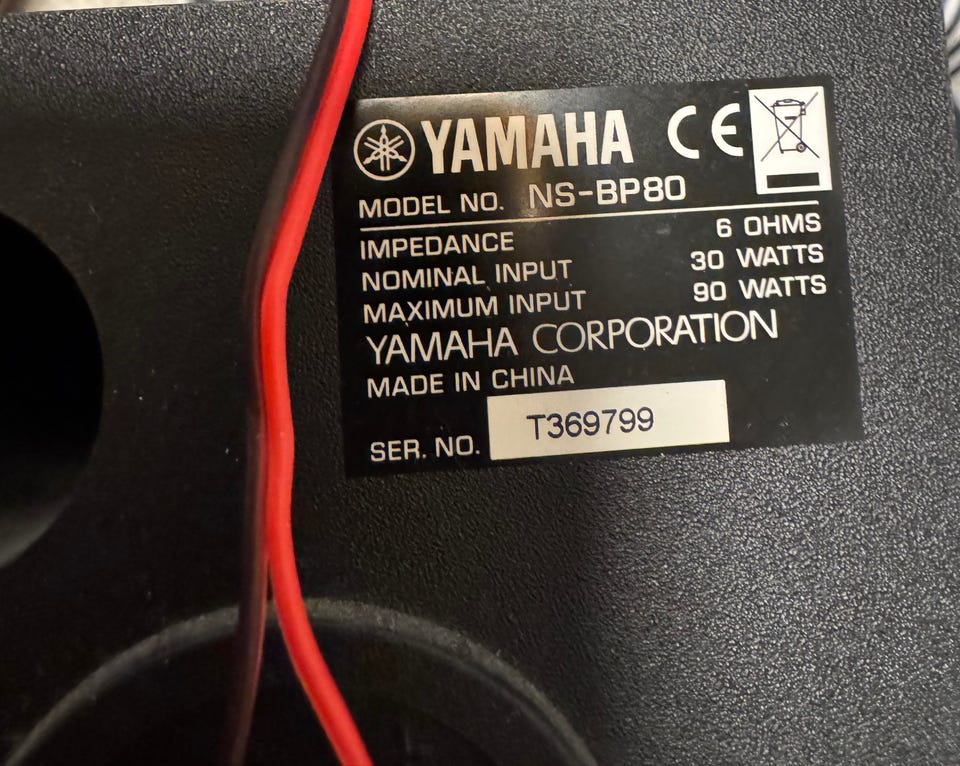 YAMAHA CE
MODEL NO. NS-BP80
IMPEDANCE 6 OHMS
NOMINAL INPUT 30 WATTS
MAXIMUM INPUT 90 WATTS
YAMAHA CORPORATION
MADE IN CHINA
SER. NO. T369799